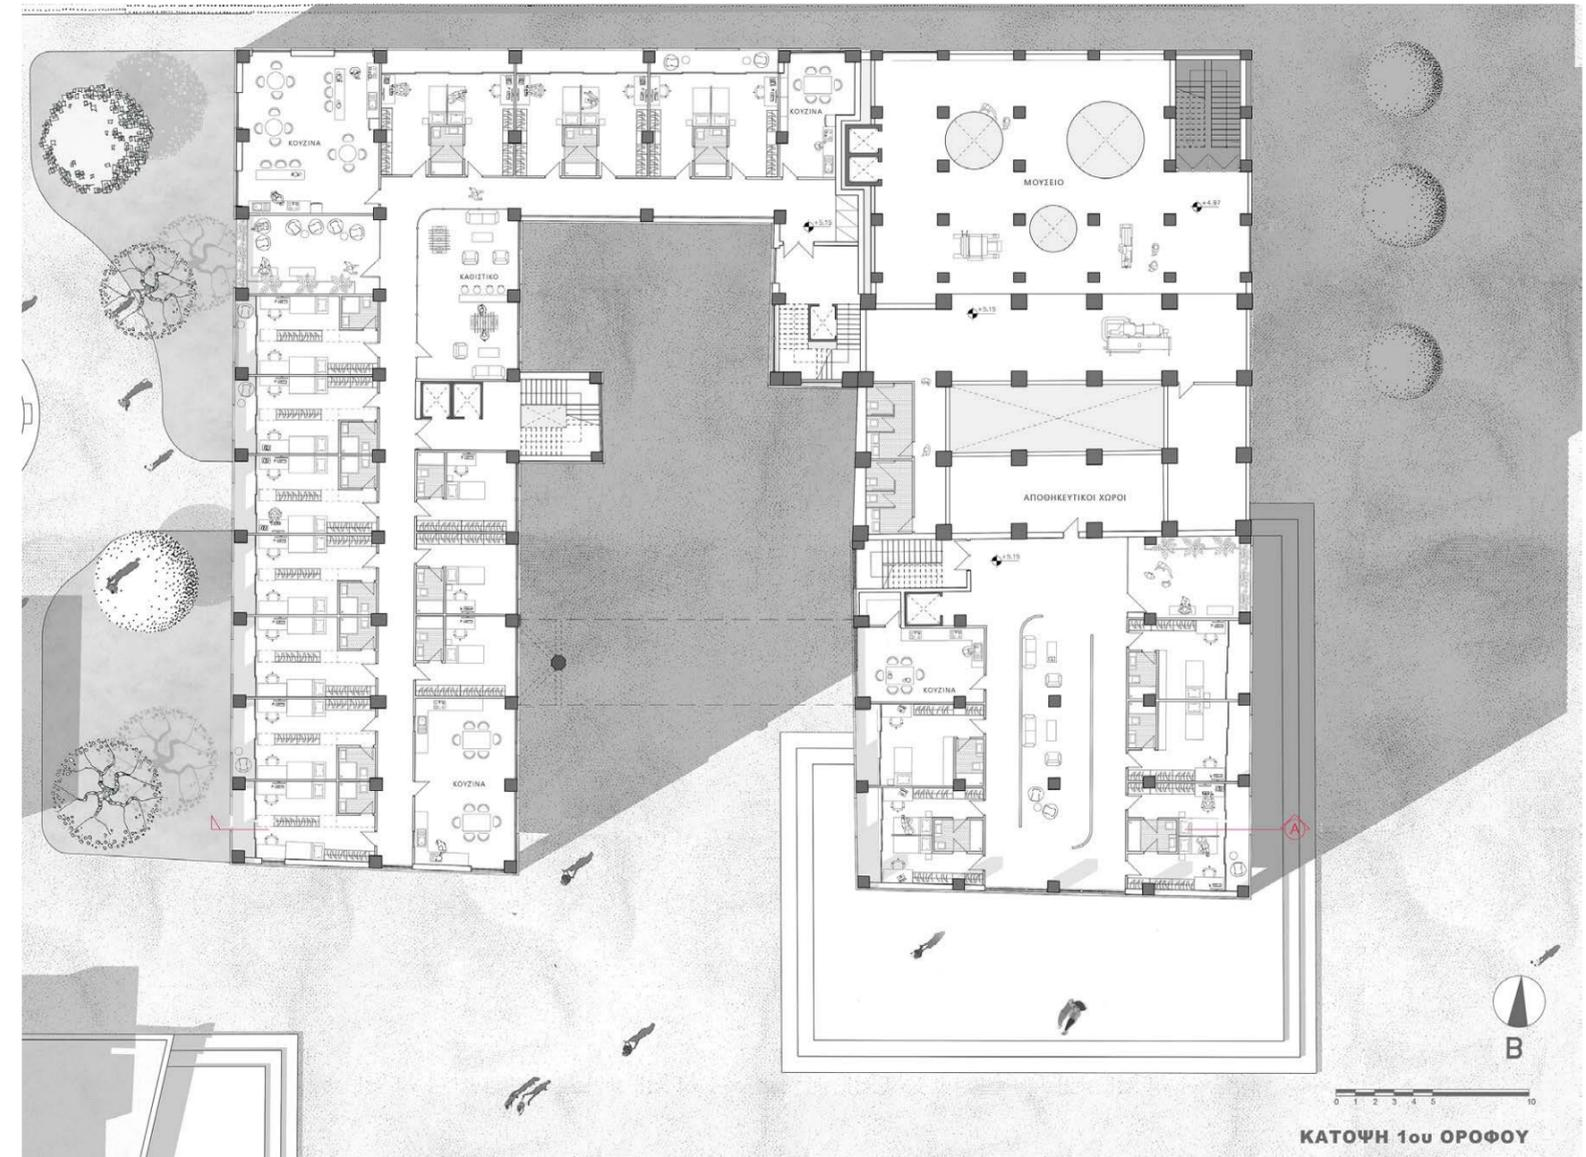 ΚΟΥΖΙΝΑ
ΚΟΥΖΙΝΑ
ΜΟΥΣΕΙΟ
+4.97
+5.15
ΚΑΘΙΣΤΙΚΟ
+5.15
ΑΠΟΘΗΚΕΥΤΙΚΟΙ ΧΩΡΟΙ
+5.15
ΚΟΥΖΙΝΑ
ΚΟΥΖΙΝΑ
A
B
0 1 2 3 4 5 10
ΚΑΤΟΨΗ 1ου ΟΡΟΦΟΥ